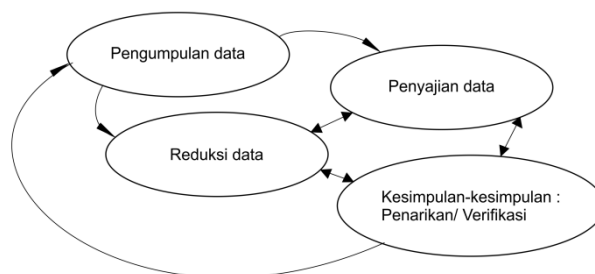 Pengumpulan data
Penyajian data
Reduksi data
Kesimpulan-kesimpulan :
Penarikan/ Verifikasi